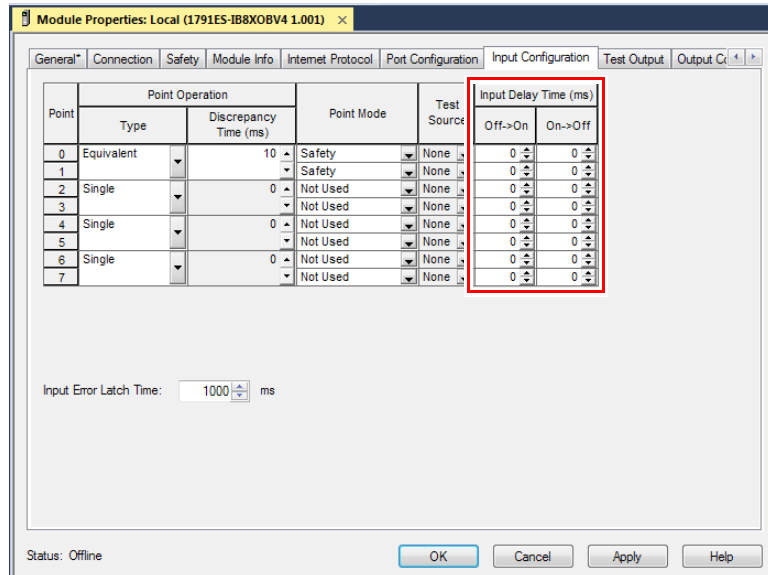 Module Properties: Local (1791ES-IB8XOBV4 1.001) ×
General* Connection Safety Module Info Internet Protocol Port Configuration Input Configuration Test Output
Point Point Operation Point Mode Test Source Input Delay Time (ms)
Type Discrepancy Time (ms) Off->On On->Off
0 Equivalent 10 Safety None 0 0
1 Safety None 0 0
2 Single 0 Not Used None 0 0
3 Not Used None 0 0
4 Single 0 Not Used None 0 0
5 Not Used None 0 0
6 Single 0 Not Used None 0 0
7 Not Used None 0 0
Input Error Latch Time: 1000 ms
Status: Offline OK Cancel Apply Help